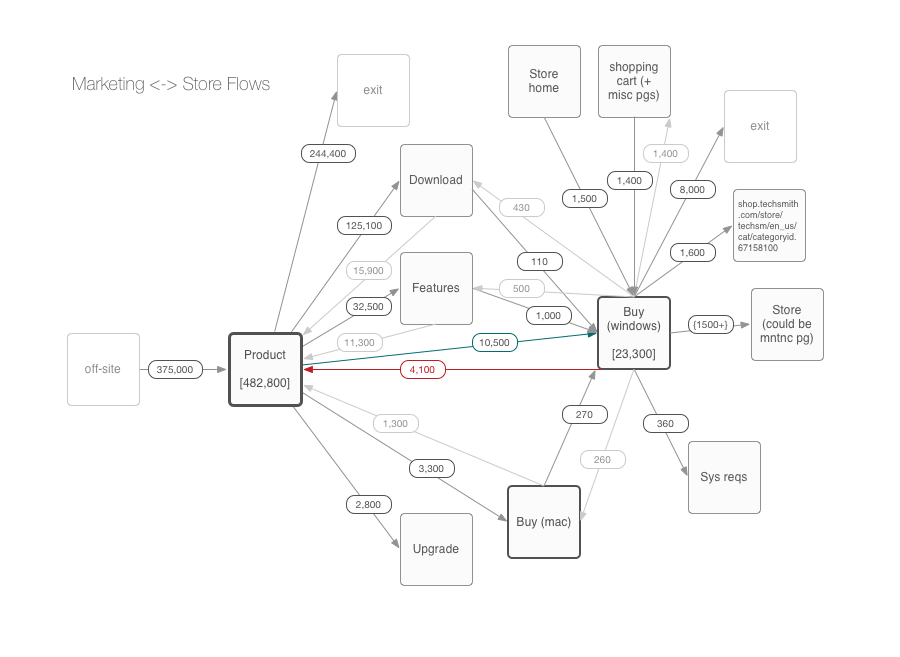 Marketing <-> Store Flows
exit
Store
home
shopping
cart (+
misc pgs)
exit
244,400
Download
1,400
1,400
8,000
1,500
430
shop.techsmith
.com/store/
techsm/en_us/
cat/categoryid.
67158100
125,100
110
1,600
15,900
Features
500
32,500
1,000
Buy
(windows)
[23,300]
{1500+}
Store
(could be
mntnc pg)
11,300
10,500
off-site
375,000
Product
[482,800]
4,100
1,300
270
360
3,300
260
Sys reqs
2,800
Buy (mac)
Upgrade